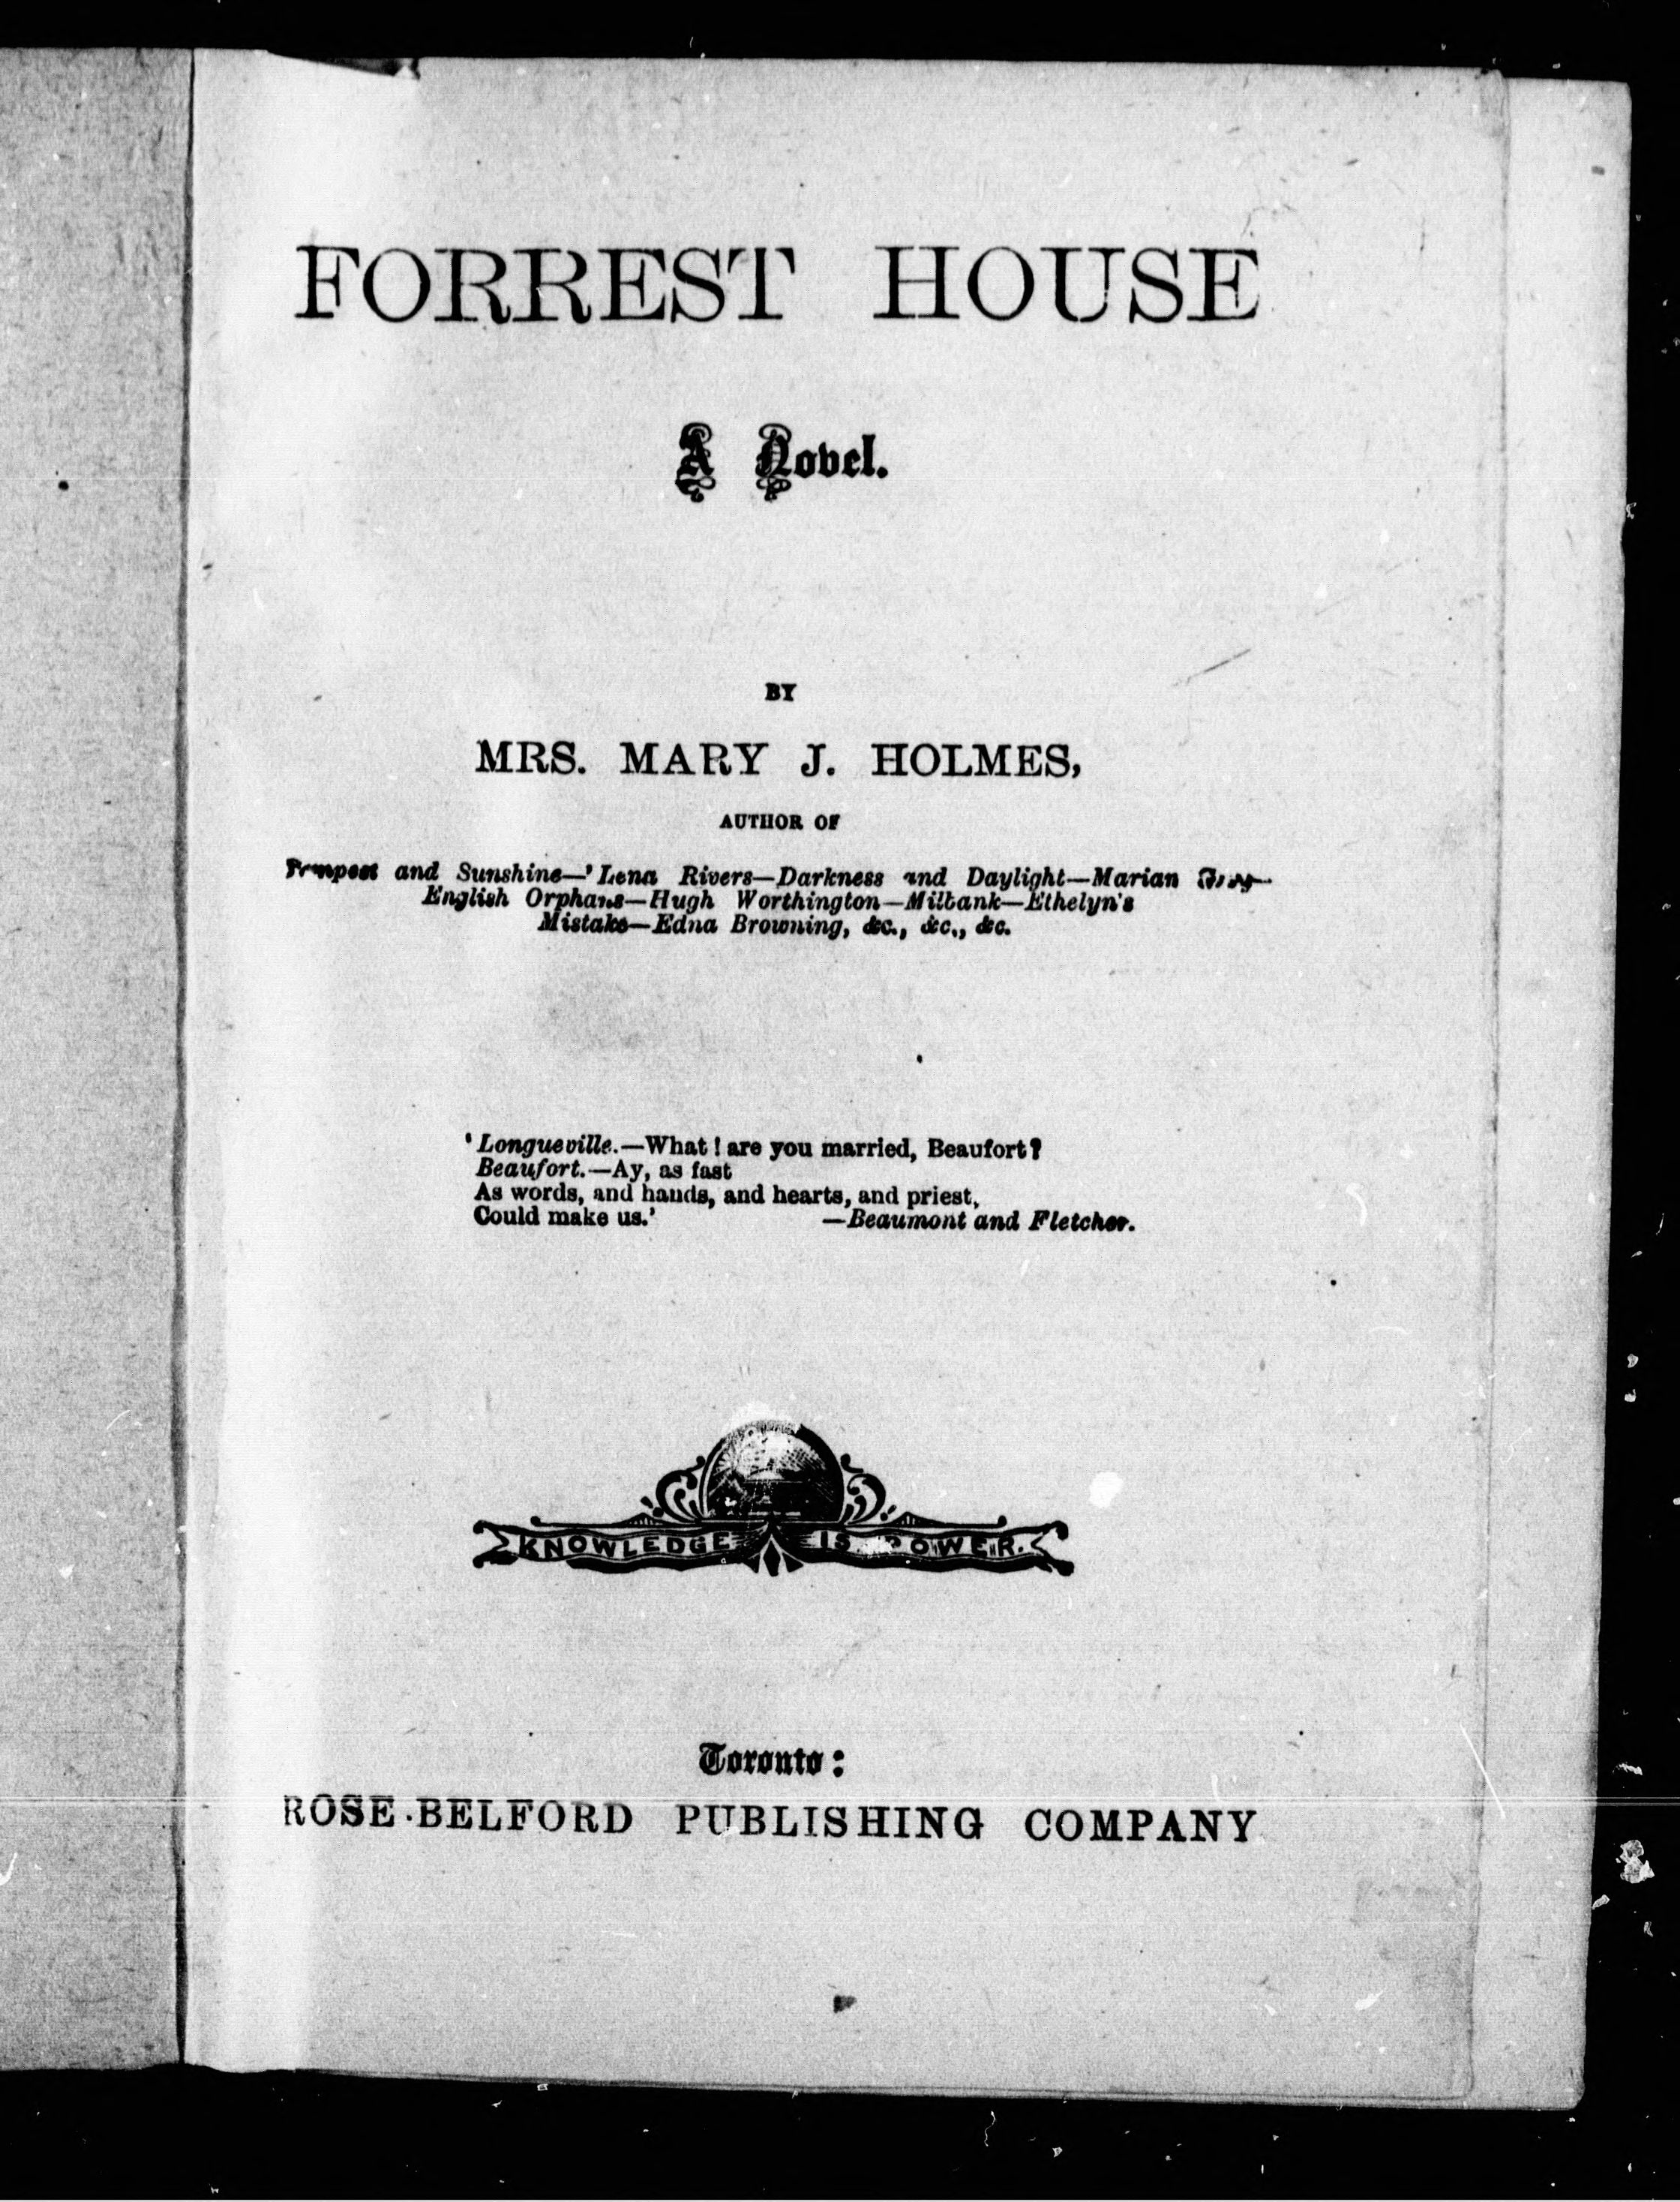 FORREST HOUSE
A Novel.
BY
MRS. MARY J. HOLMES,
AUTHOR OF
Tempest and Sunshine—'Lena Rivers—Darkness and Daylight—Marian
English Orphans—Hugh Worthington—Milbank—Ethelyn's
Mistake—Edna Browning, &c., &c., &c.
'Longueville.—What! are you married, Beaufort?
Beaufort.—Ay, as fast
As words, and hands, and hearts, and priest,
Could make us.' —Beaumont and Fletcher.
KNOWLEDGE IS POWER.
Toronto:
ROSE-BELFORD PUBLISHING COMPANY